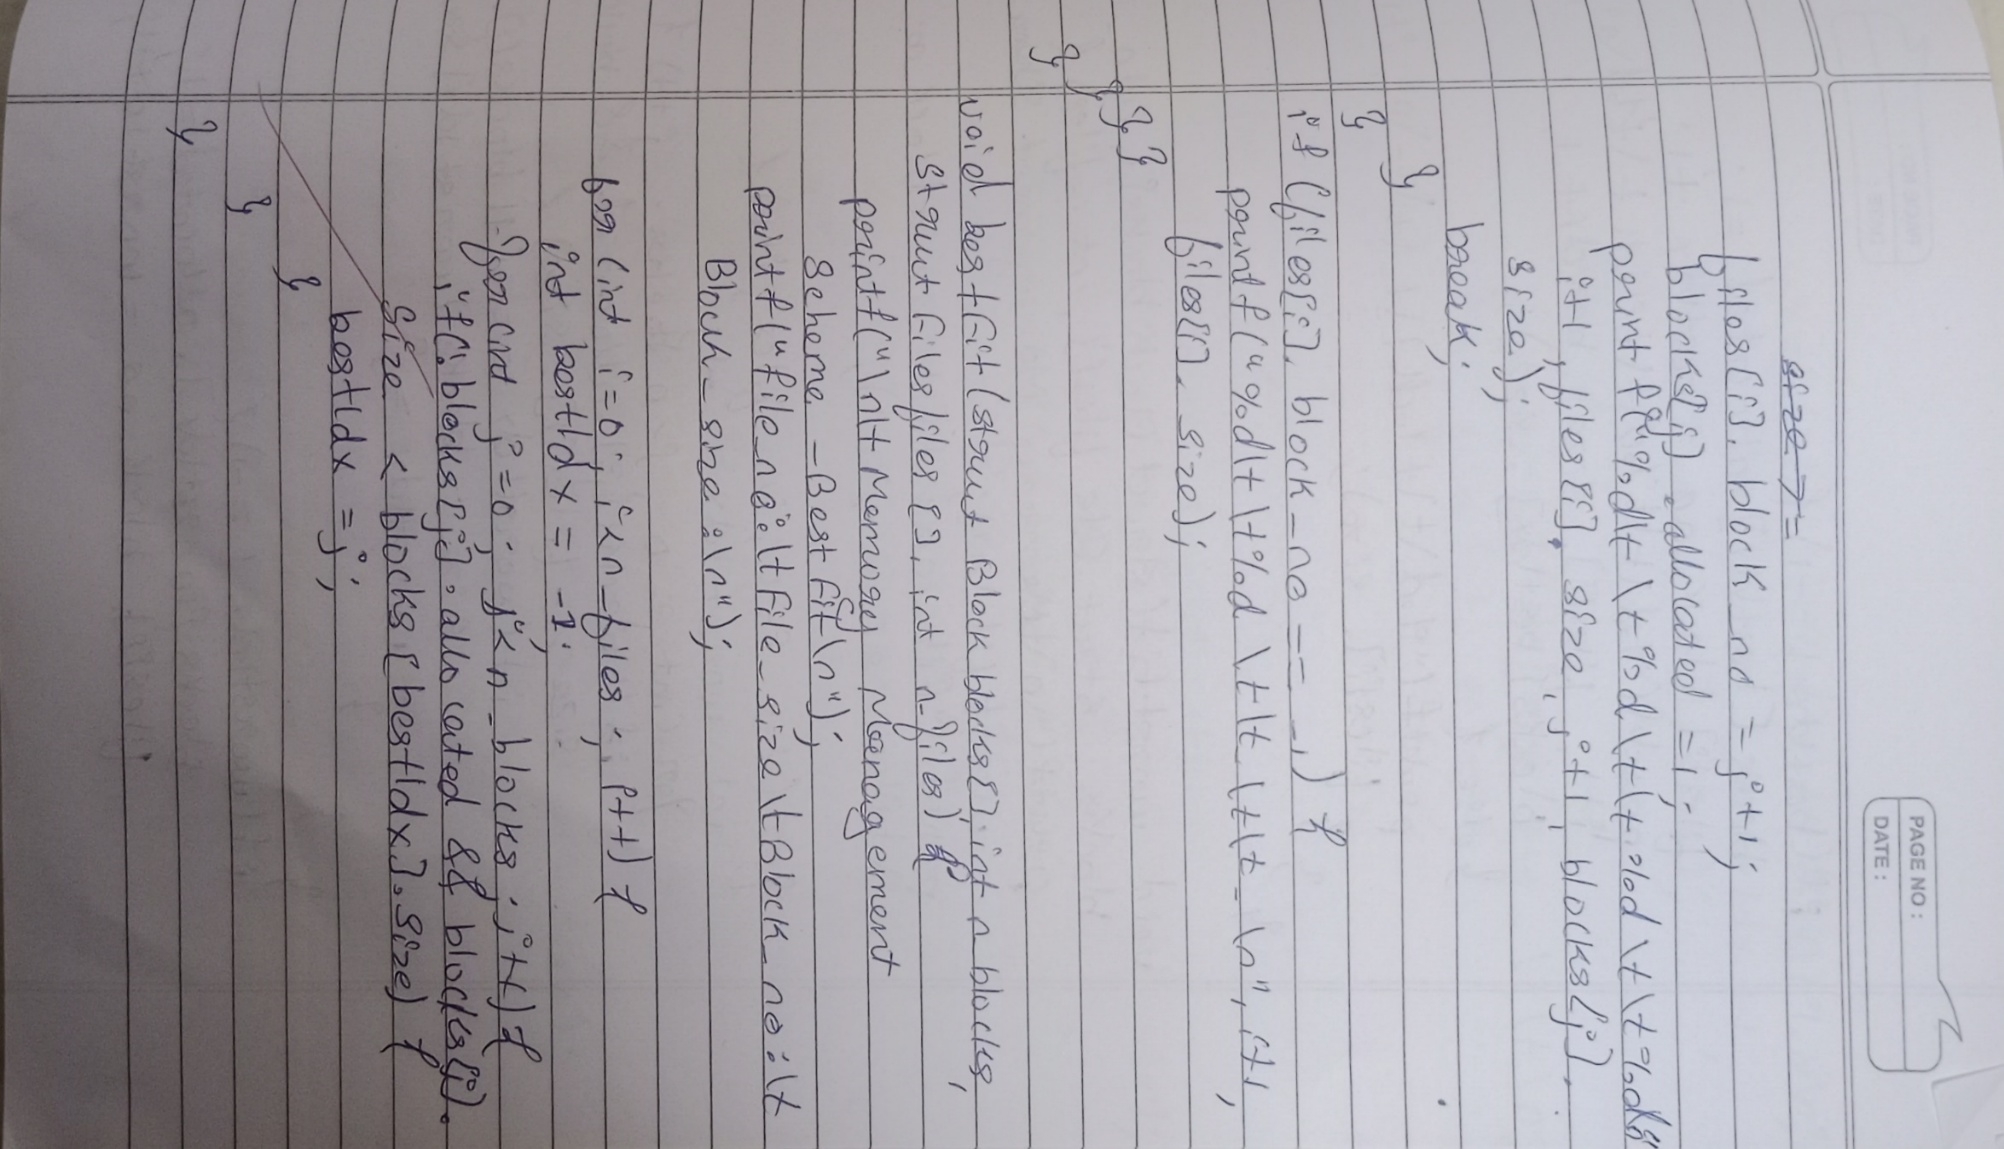 PAGE NO:
DATE:
files[i].block_no = j+1;
blocks[j].allocated = 1;
printf("%d\t\t%d\t\t%d\t\t%d\n"
i+1, files[i].size, j+1, blocks[j].
size);
break;
}
}
if (files[i].block_no == -1) {
printf("%d\t\t%d\t\t-\t\t-\n", i+1,
files[i].size);
}}
}
}
void bestfit(struct Block blocks[], int n_blocks,
struct files files[], int n_files) {
printf("\n\t Memory Management
Scheme - Best Fit\n");
printf("file_no:\tfile_size\tBlock_no:\t
Block_size:\n");
for (int i=0; i<n_files; i++) {
int bestIdx = -1;
for (int j=0; j<n_blocks; j++) {
if(!blocks[j].allocated && blocks[j].
size < blocks[bestIdx].size) {
bestIdx = j;
}
}
}